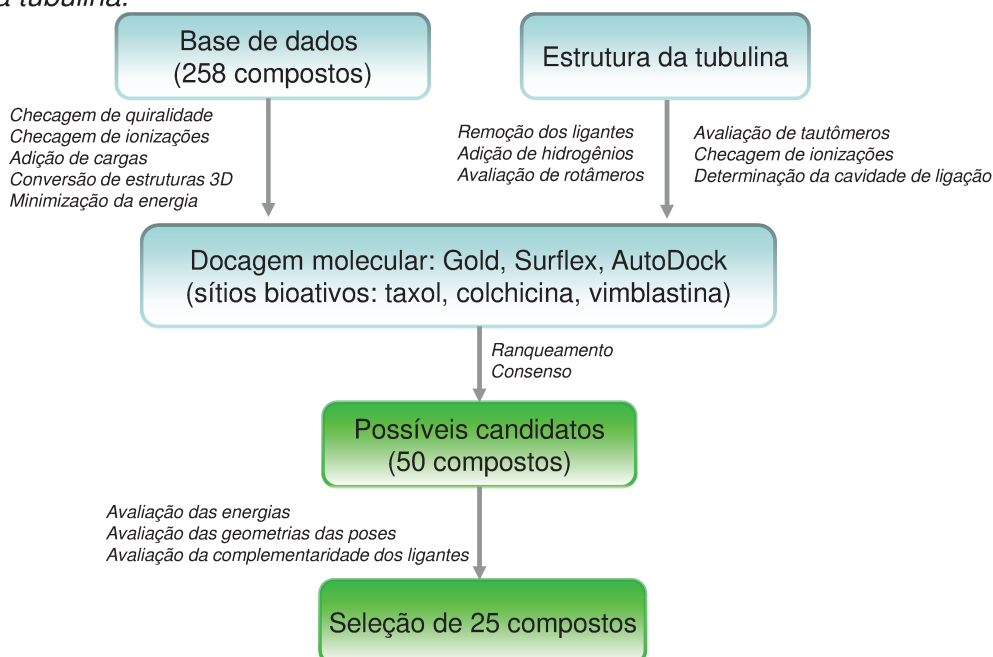 a tubulina.
Base de dados
(258 compostos)
Estrutura da tubulina
Checagem de quiralidade
Checagem de ionizações
Adição de cargas
Conversão de estruturas 3D
Minimização da energia
Remoção dos ligantes
Adição de hidrogênios
Avaliação de rotâmeros
Avaliação de tautômeros
Checagem de ionizações
Determinação da cavidade de ligação
Docagem molecular: Gold, Surflex, AutoDock
(sítios bioativos: taxol, colchicina, vimblastina)
Ranqueamento
Consenso
Possíveis candidatos
(50 compostos)
Avaliação das energias
Avaliação das geometrias das poses
Avaliação da complementaridade dos ligantes
Seleção de 25 compostos